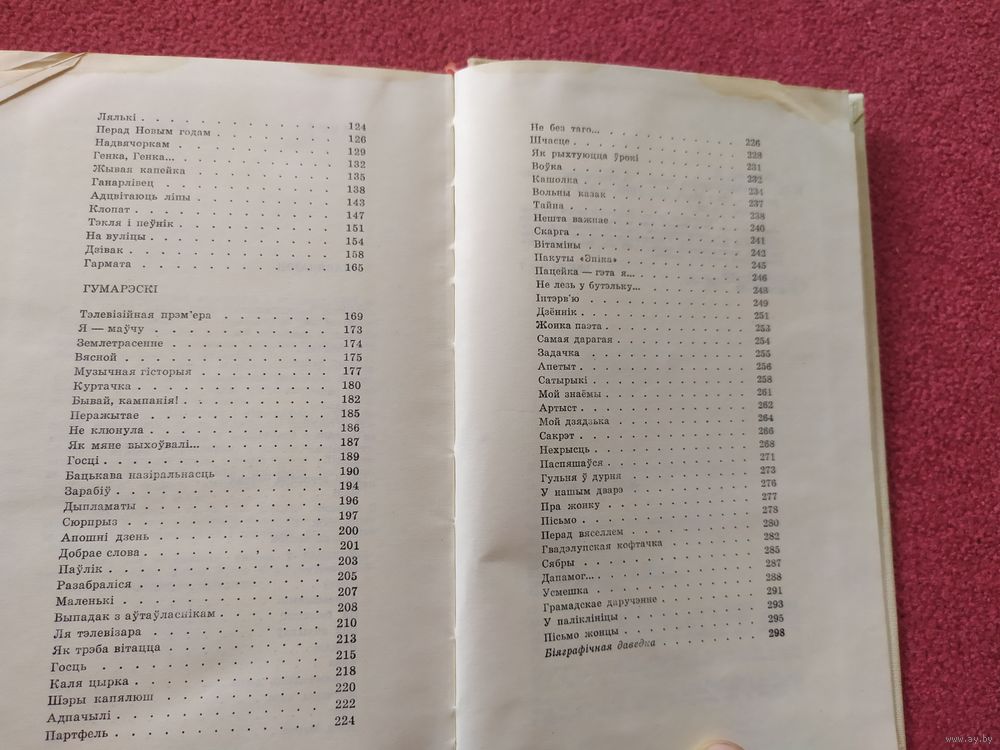 Лялькі . . . . . . . . . . . 124
Перад Новым годам . . . . . . . 126
Надвячоркам . . . . . . . . . 129
Генка, Генка... . . . . . . . . . 132
Жывая капейка . . . . . . . . 135
Ганарлівец . . . . . . . . . . 138
Адцвітаюць ліпы . . . . . . . . 143
Клопат . . . . . . . . . . . 147
Тэкля і пеўнік . . . . . . . . . 151
На вуліцы . . . . . . . . . . 154
Дзівак . . . . . . . . . . . 158
Гармата . . . . . . . . . . . 165
ГУМАРЭСКІ
Тэлевізійная прэм'ера . . . . . . 169
Я — маўчу . . . . . . . . . . 173
Землетрасенне . . . . . . . . . 174
Вясной . . . . . . . . . . . 175
Музычная гісторыя . . . . . . . 177
Куртачка . . . . . . . . . . . 180
Бывай, кампанія! . . . . . . . . 182
Перажытае . . . . . . . . . . 185
Не клюнула . . . . . . . . . . 186
Як мяне выхоўвалі... . . . . . . . 187
Госці . . . . . . . . . . . . 189
Бацькава назіральнасць . . . . . . 190
Зарабіў . . . . . . . . . . . 194
Дыпламаты . . . . . . . . . . 196
Сюрпрыз . . . . . . . . . . . 197
Апошні дзень . . . . . . . . . 200
Добрае слова . . . . . . . . . . 201
Паўлік . . . . . . . . . . . 203
Разабраліся . . . . . . . . . . 205
Маленькі . . . . . . . . . . . 207
Выпадак з аўтаўласнікам . . . . . . 208
Ля тэлевізара . . . . . . . . . 210
Як трэба вітацца . . . . . . . . 213
Госць . . . . . . . . . . . . 215
Каля цырка . . . . . . . . . . 218
Шэры капялюш . . . . . . . . . 220
Адпачылі . . . . . . . . . . . 222
Партфель . . . . . . . . . . . 224
Не без таго... . . . . . . . . . 226
Шчасце . . . . . . . . . . . 228
Як рыхтуюцца ўрокі . . . . . . . 231
Воўка . . . . . . . . . . . . 232
Кашолка . . . . . . . . . . . 234
Вольны казак . . . . . . . . . 237
Тайна . . . . . . . . . . . . 238
Нешта важнае . . . . . . . . . 240
Скарга . . . . . . . . . . . 241
Вітаміны . . . . . . . . . . . 242
Пакуты «Эпіка» . . . . . . . . . 245
Пацейка — гэта я... . . . . . . . . 246
Не лезь у бутэльку... . . . . . . . 248
Інтэрв'ю . . . . . . . . . . . 249
Дзённік . . . . . . . . . . . 251
Жонка паэта . . . . . . . . . . 253
Самая дарагая . . . . . . . . . 254
Задачка . . . . . . . . . . . 255
Апетыт . . . . . . . . . . . 256
Сатырыкі . . . . . . . . . . . 258
Мой знаёмы . . . . . . . . . . 261
Артыст . . . . . . . . . . . 262
Мой дзядзька . . . . . . . . . 264
Сакрэт . . . . . . . . . . . 266
Нехрысць . . . . . . . . . . . 268
Паспяшаўся . . . . . . . . . . 271
Гульня ў дурня . . . . . . . . . 273
У нашым дварэ . . . . . . . . . 276
Пра жонку . . . . . . . . . . 277
Пісьмо . . . . . . . . . . . 278
Перад вяселлем . . . . . . . . . 280
Гвадэлупская кофтачка . . . . . . 282
Сябры . . . . . . . . . . . . 285
Дапамог... . . . . . . . . . . . 287
Усмешка . . . . . . . . . . . 288
Грамадскае даручэнне . . . . . . . 291
У паліклініцы . . . . . . . . . 293
Пісьмо жонцы . . . . . . . . . 295
Біяграфічная даведка . . . . . . . 298
www.ay.by